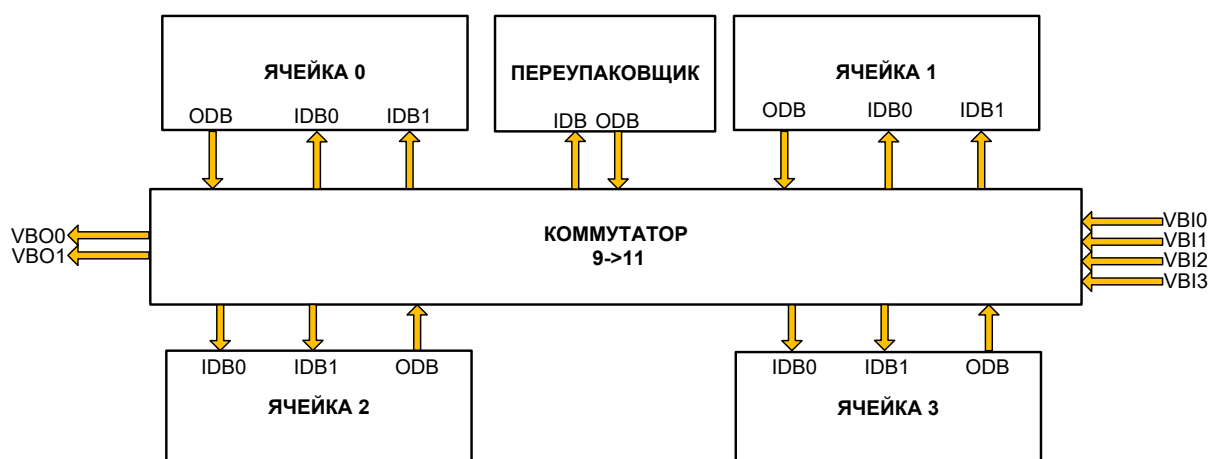 ЯЧЕЙКА 0
ODB IDB0 IDB1
ПЕРЕУПАКОВЩИК
IDB ODB
ЯЧЕЙКА 1
ODB IDB0 IDB1
VBO0
VBO1
КОММУТАТОР
9->11
VBI0
VBI1
VBI2
VBI3
IDB0 IDB1 ODB
ЯЧЕЙКА 2
IDB0 IDB1 ODB
ЯЧЕЙКА 3